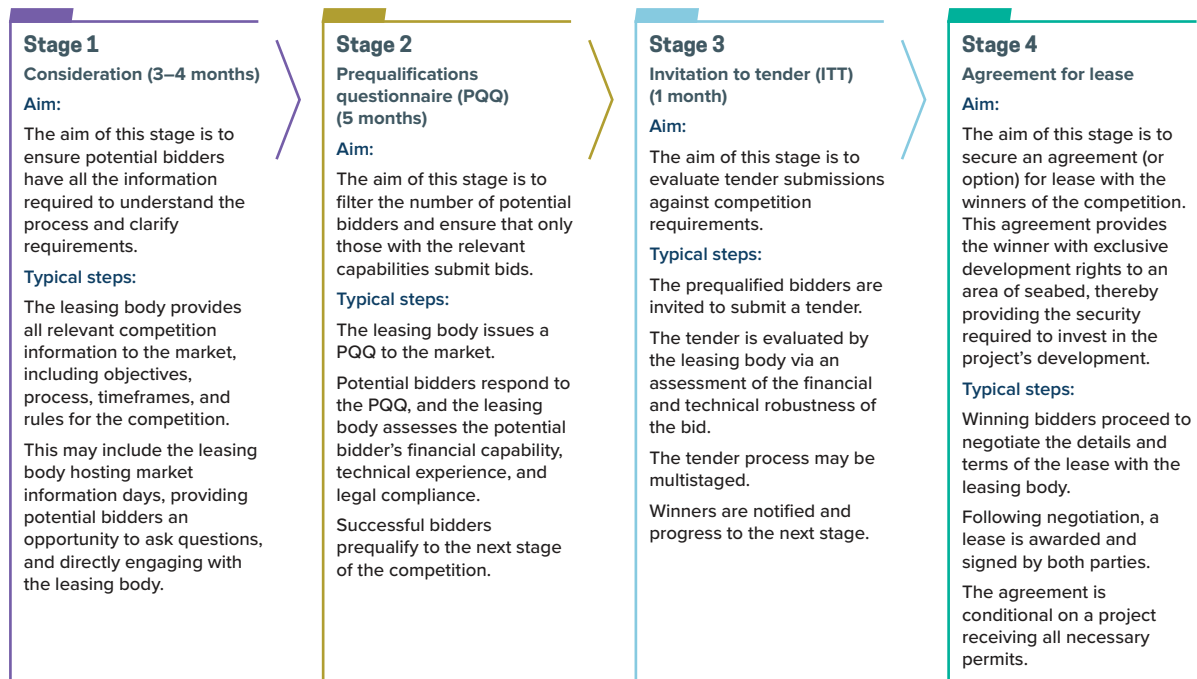 Stage 1
Consideration (3–4 months)
Aim:
The aim of this stage is to
ensure potential bidders
have all the information
required to understand the
process and clarify
requirements.
Typical steps:
The leasing body provides
all relevant competition
information to the market,
including objectives,
process, timeframes, and
rules for the competition.
This may include the leasing
body hosting market
information days, providing
potential bidders an
opportunity to ask questions,
and directly engaging with
the leasing body.
Stage 2
Prequalifications
questionnaire (PQQ)
(5 months)
Aim:
The aim of this stage is to
filter the number of potential
bidders and ensure that only
those with the relevant
capabilities submit bids.
Typical steps:
The leasing body issues a
PQQ to the market.
Potential bidders respond to
the PQQ, and the leasing
body assesses the potential
bidder's financial capability,
technical experience, and
legal compliance.
Successful bidders
prequalify to the next stage
of the competition.
Stage 3
Invitation to tender (ITT)
(1 month)
Aim:
The aim of this stage is to
evaluate tender submissions
against competition
requirements.
Typical steps:
The prequalified bidders are
invited to submit a tender.
The tender is evaluated by
the leasing body via an
assessment of the financial
and technical robustness of
the bid.
The tender process may be
multistaged.
Winners are notified and
progress to the next stage.
Stage 4
Agreement for lease
Aim:
The aim of this stage is to
secure an agreement (or
option) for lease with the
winners of the competition.
This agreement provides
the winner with exclusive
development rights to an
area of seabed, thereby
providing the security
required to invest in the
project's development.
Typical steps:
Winning bidders proceed to
negotiate the details and
terms of the lease with the
leasing body.
Following negotiation, a
lease is awarded and
signed by both parties.
The agreement is
conditional on a project
receiving all necessary
permits.